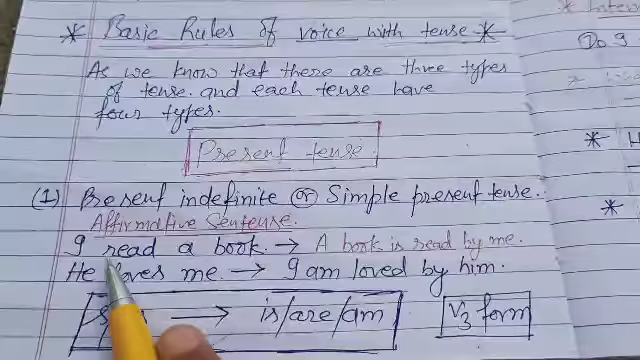 * Basic Rules of voice with tense *
As we know that there are three types
of tense. and each tense have
four types.
Present tense
(1) Present indefinite or Simple present tense.
Affirmative Sentense.
I read a book. → A book is read by me.
He loves me → I am loved by him.
→ is/are/am
V3 form
*
Do I
*
*